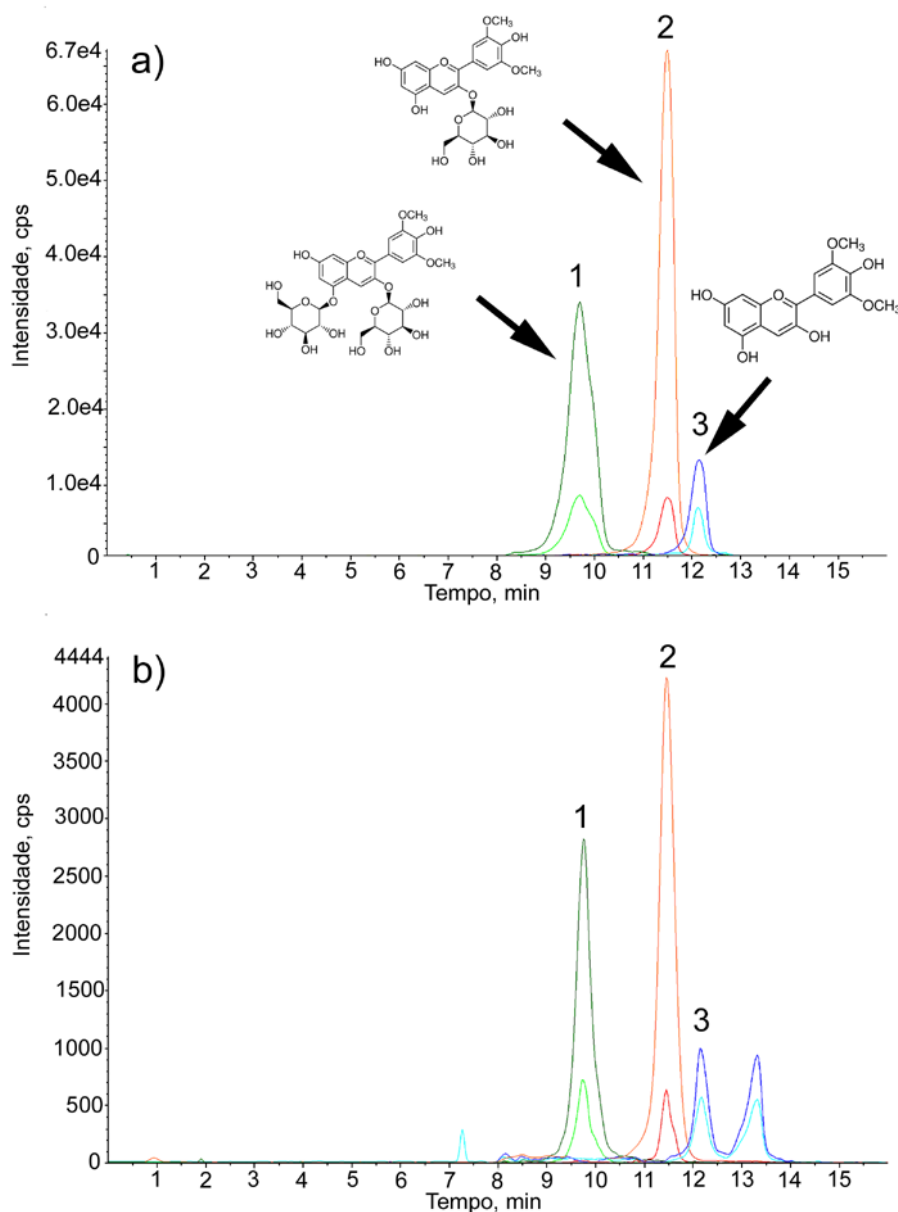 a)
6.7e4
6.0e4
5.0e4
4.0e4
3.0e4
2.0e4
1.0e4
0
Intensidade, cps
1 2 3 4 5 6 7 8 9 10 11 12 13 14 15
Tempo, min
1
2
3
OCH3
OH
HO
O+
OCH3
O
OH
O
OH
OH
HO
HO
OCH3
OH
HO
O+
OCH3
O
O
HO
O
O
OH
HO
OH
OH
OH
HO
HO
OH
OCH3
OH
HO
O+
OCH3
OH
OH
b)
4444
4000
3500
3000
2500
2000
1500
1000
500
0
Intensidade, cps
1 2 3 4 5 6 7 8 9 10 11 12 13 14 15
Tempo, min
1
2
3